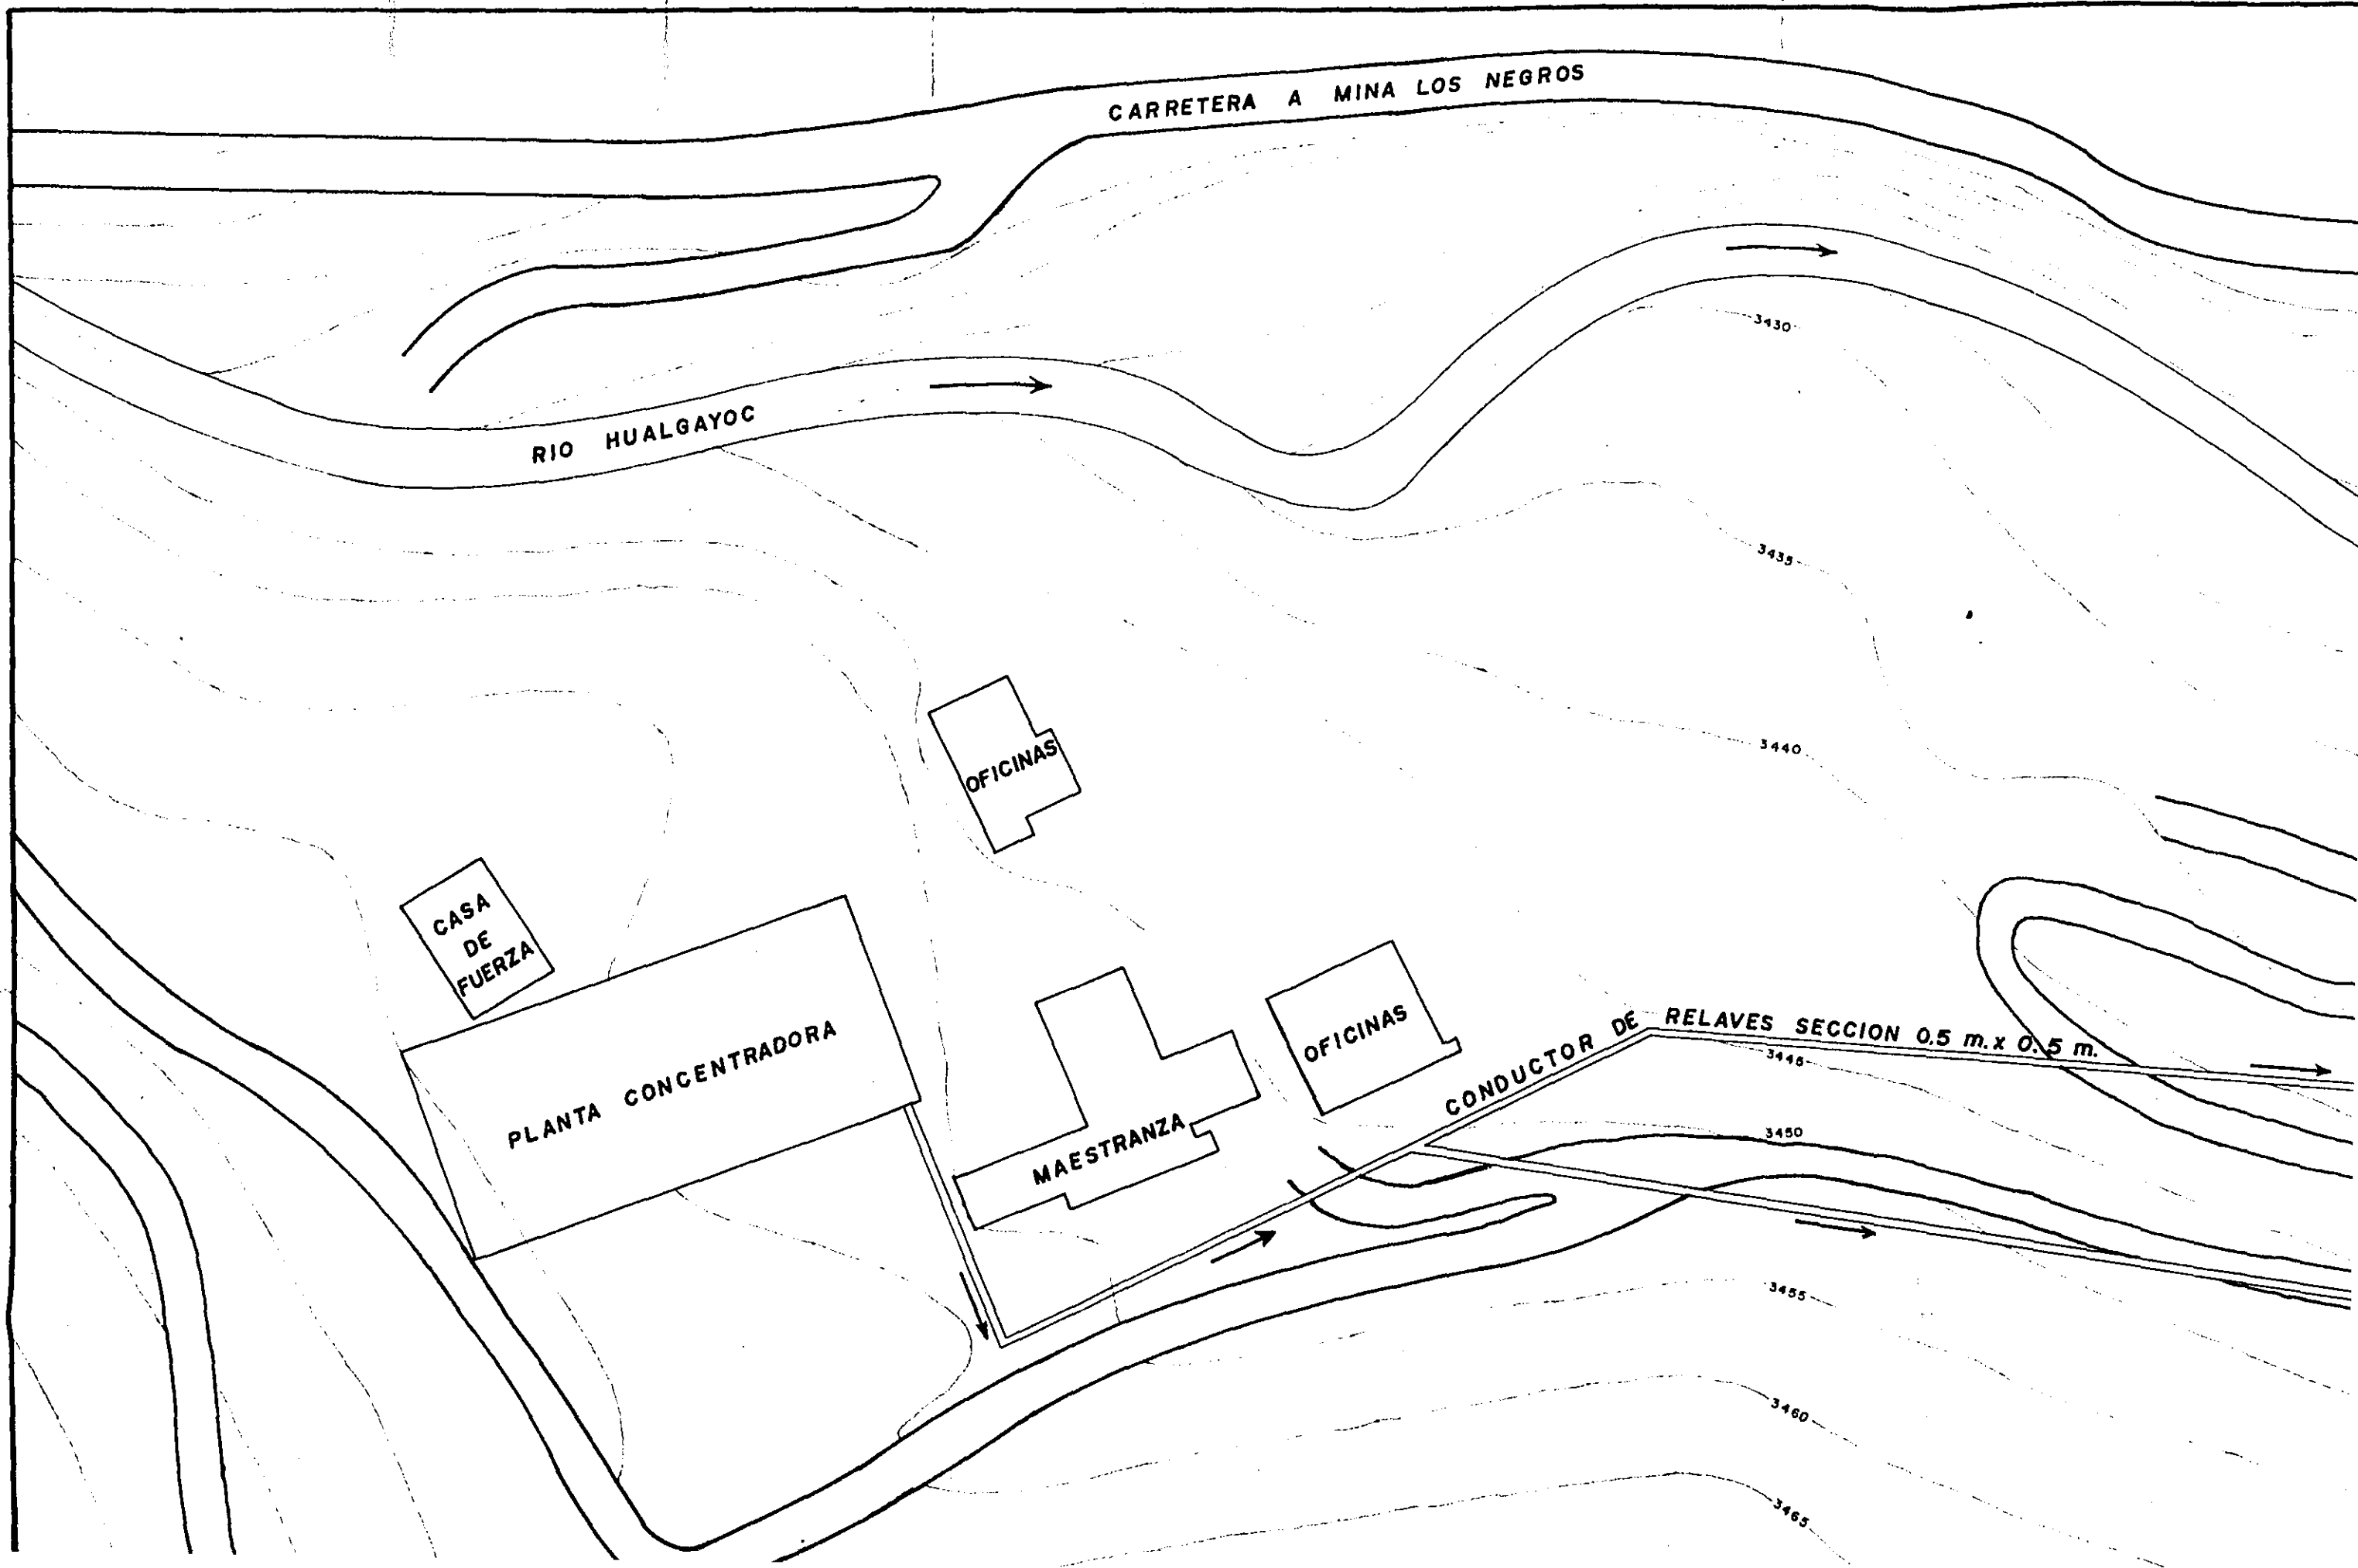 CARRETERA A MINA LOS NEGROS
RIO HUALGAYOC
3430
3435
3440
OFICINAS
CASA
DE
FUERZA
PLANTA CONCENTRADORA
MAESTRANZA
OFICINAS
CONDUCTOR DE RELAVES SECCION 0.5 m. x 0.5 m.
3445
3450
3455
3460
3465